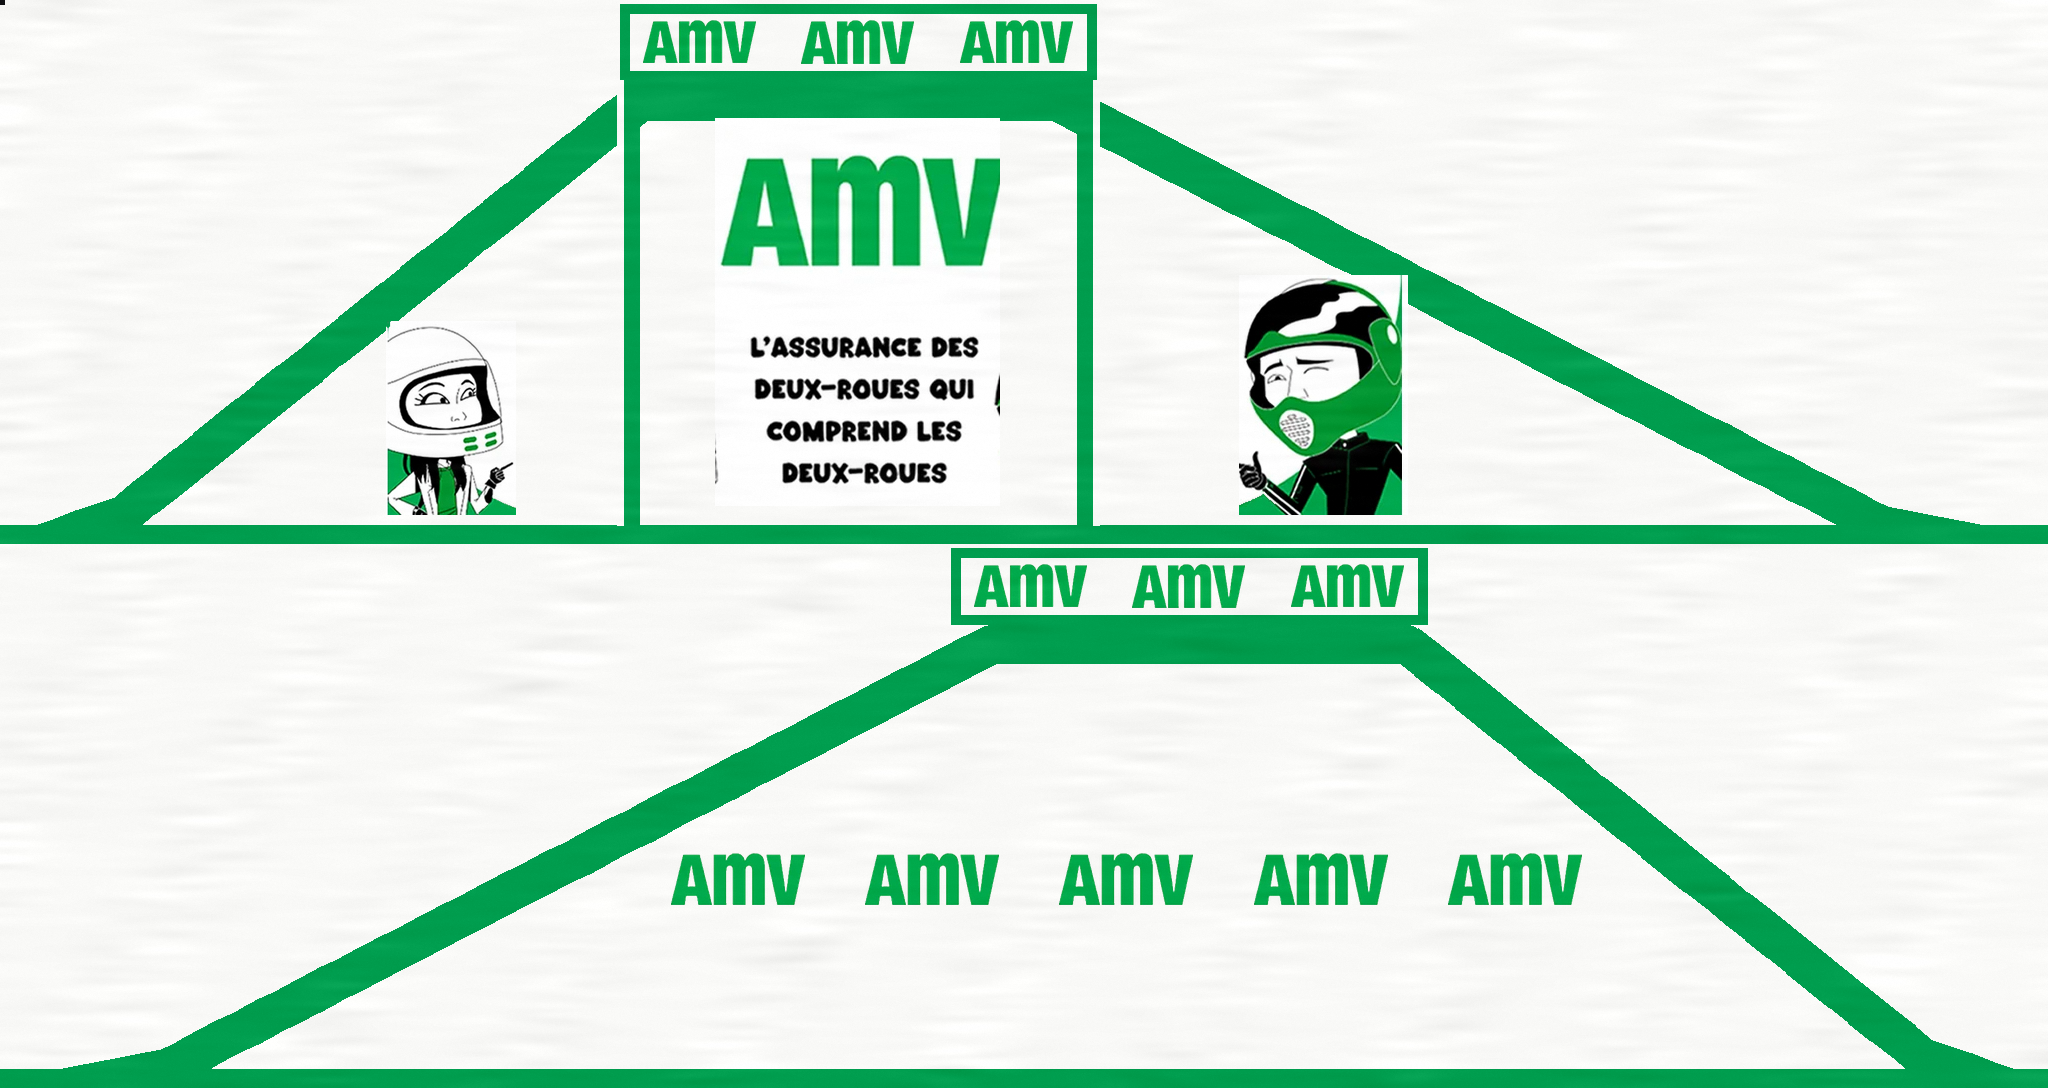 AMV AMV AMV
AMV
L'ASSURANCE DES
DEUX-ROUES QUI
COMPREND LES
DEUX-ROUES
AMV AMV AMV
AMV AMV AMV AMV AMV